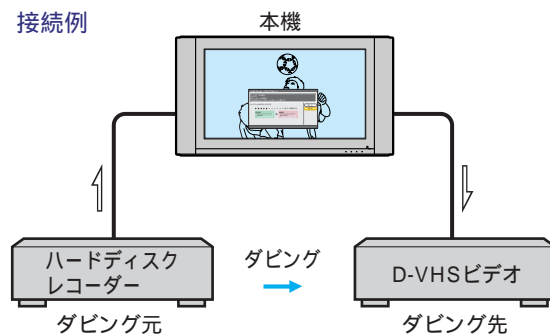 接続例
本機
ハードディスク
レコーダー
ダビング
D-VHSビデオ
ダビング元
ダビング先